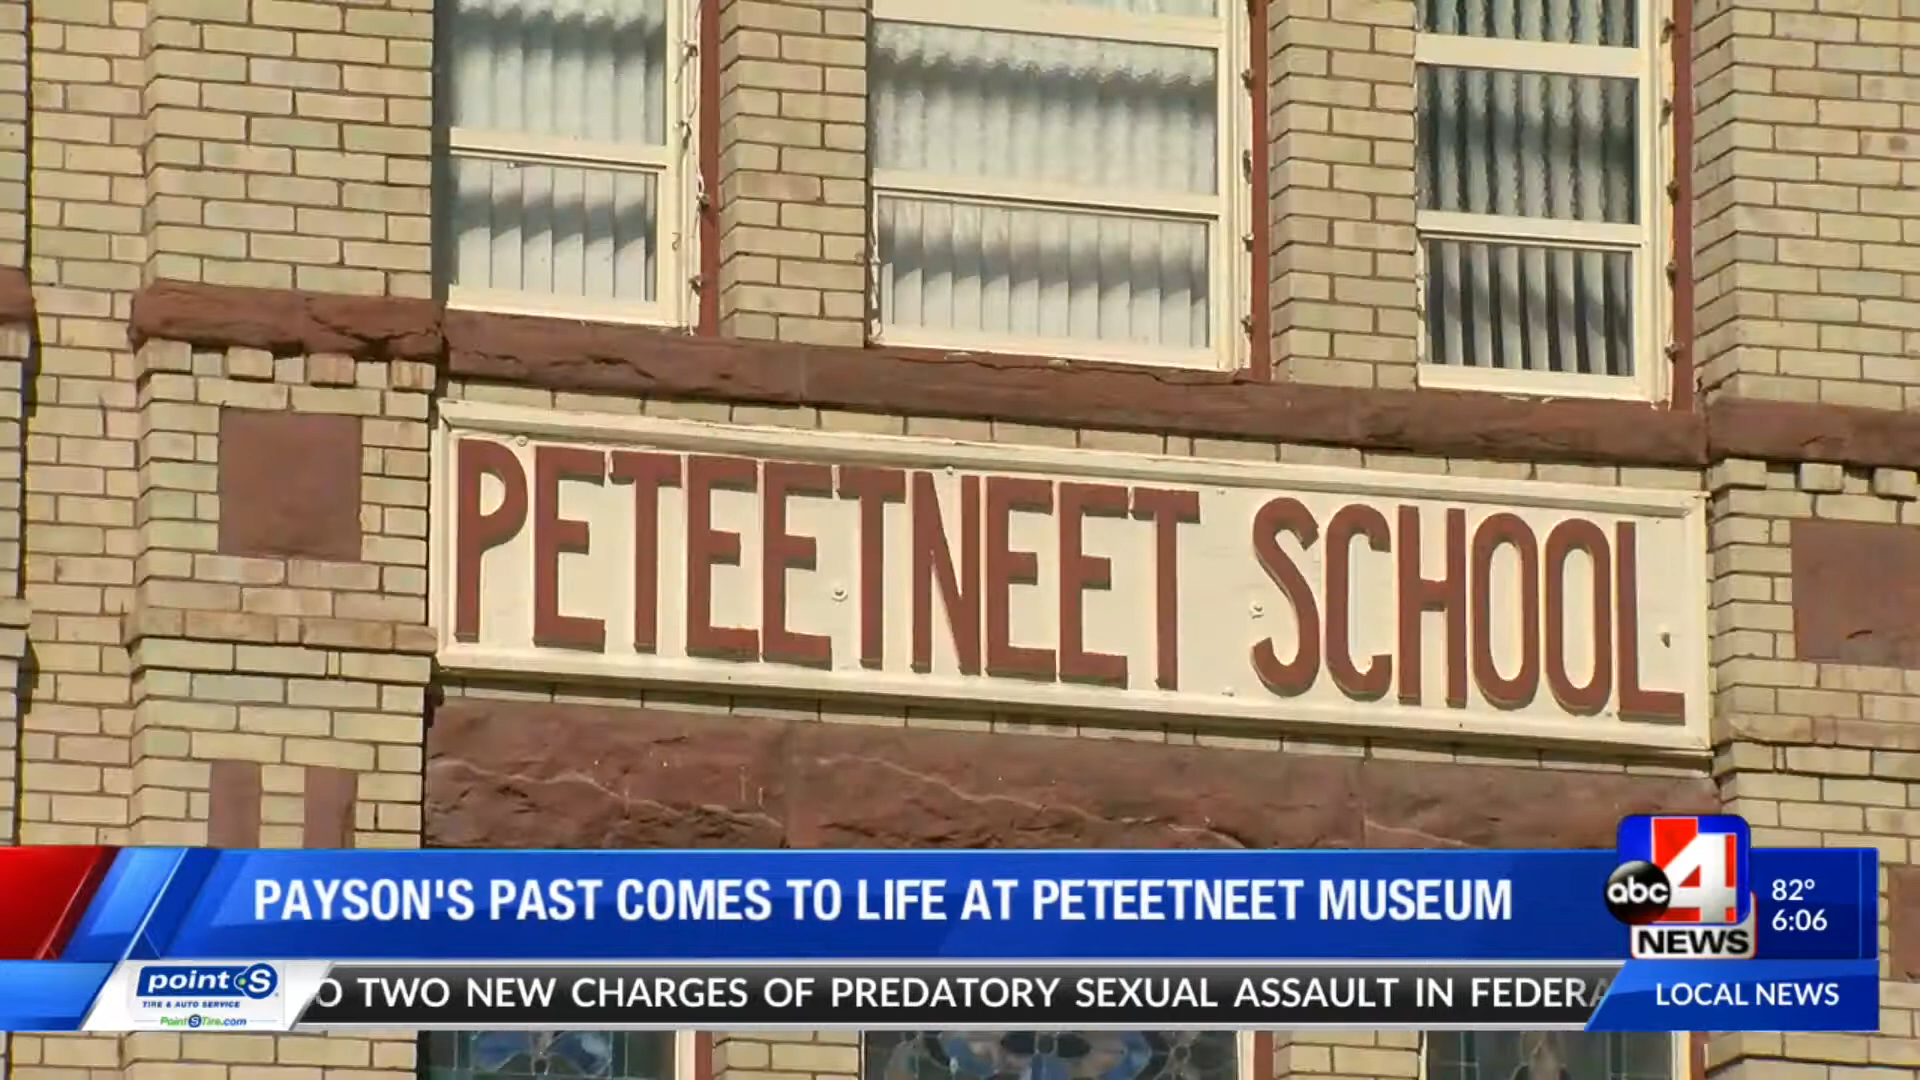 PETEETNEET SCHOOL
PAYSON'S PAST COMES TO LIFE AT PETEETNEET MUSEUM
abc 4
NEWS
82°
6:06
point S
TIRE & AUTO SERVICE
PointSTire.com
O TWO NEW CHARGES OF PREDATORY SEXUAL ASSAULT IN FEDERA
LOCAL NEWS